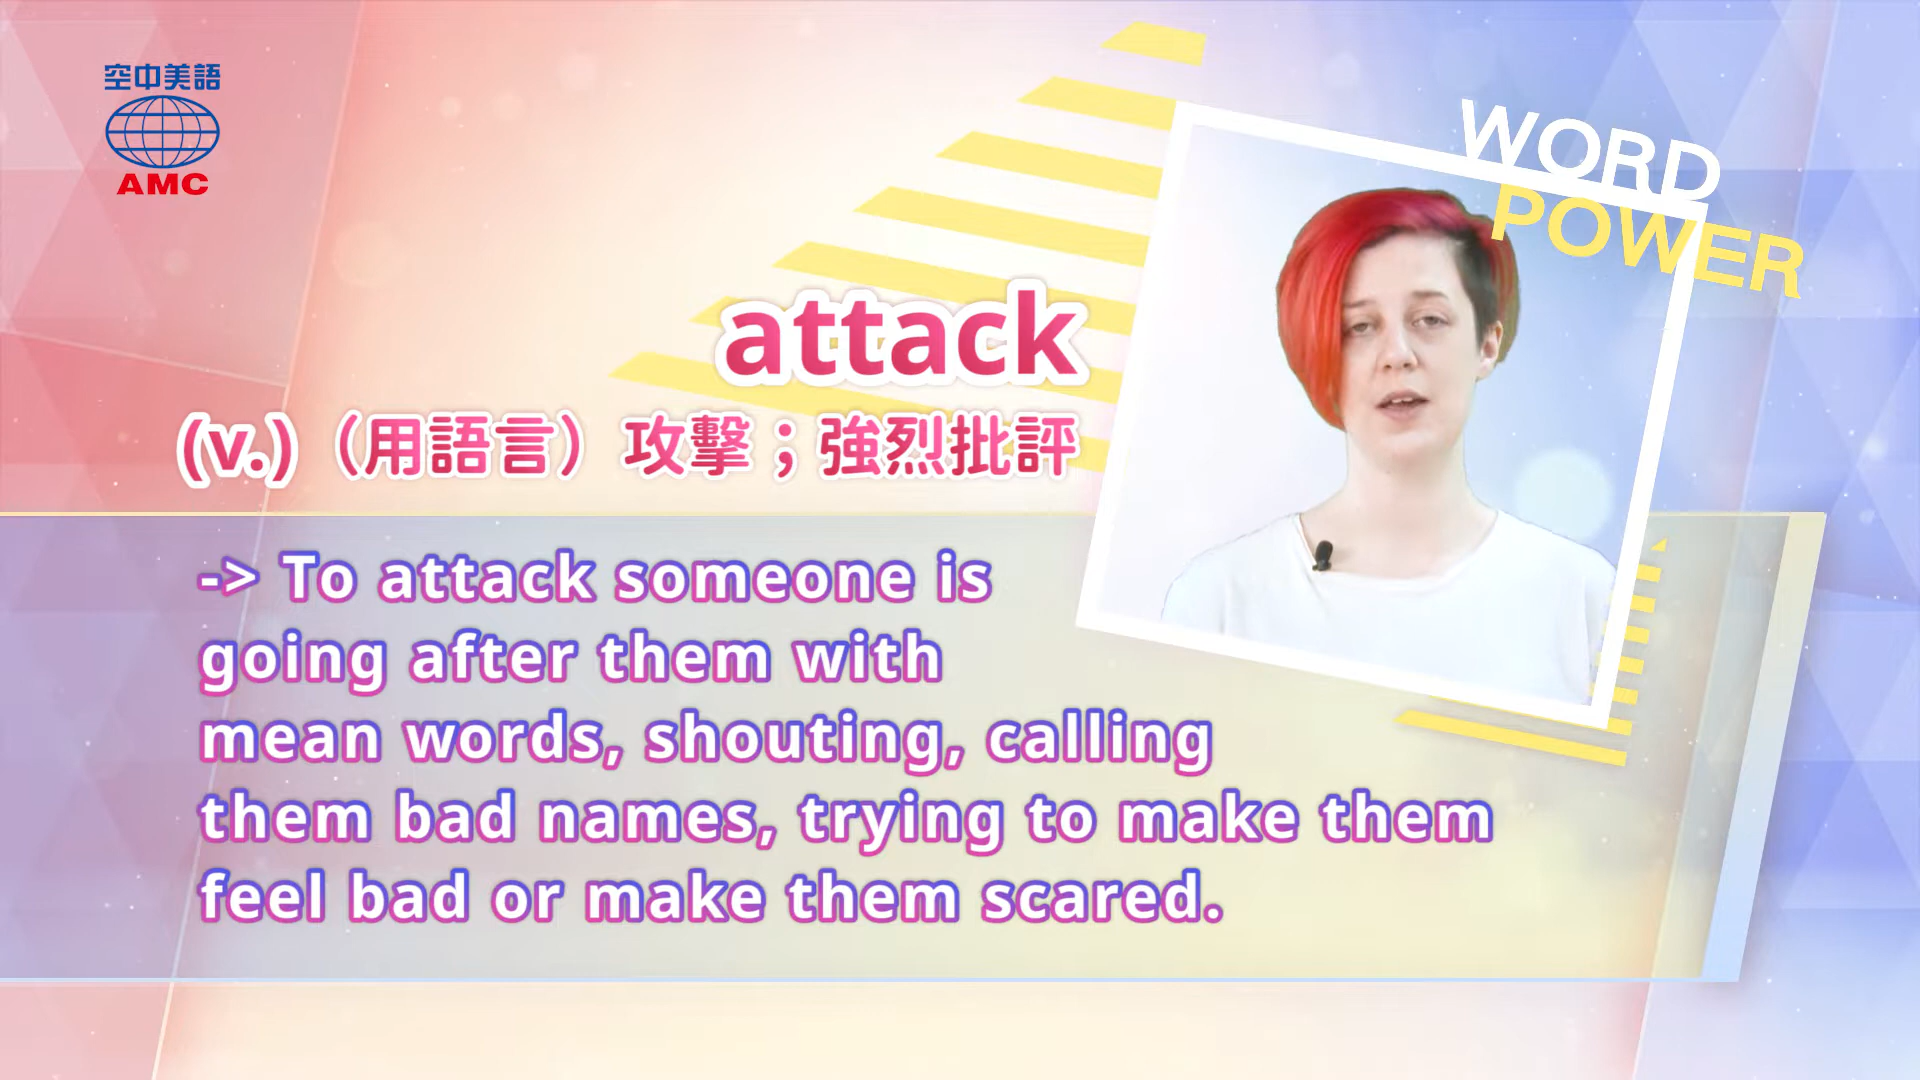 空中美語
AMC
WORD
POWER
attack
(v.)（用語言）攻擊；強烈批評
-> To attack someone is
going after them with
mean words, shouting, calling
them bad names, trying to make them
feel bad or make them scared.